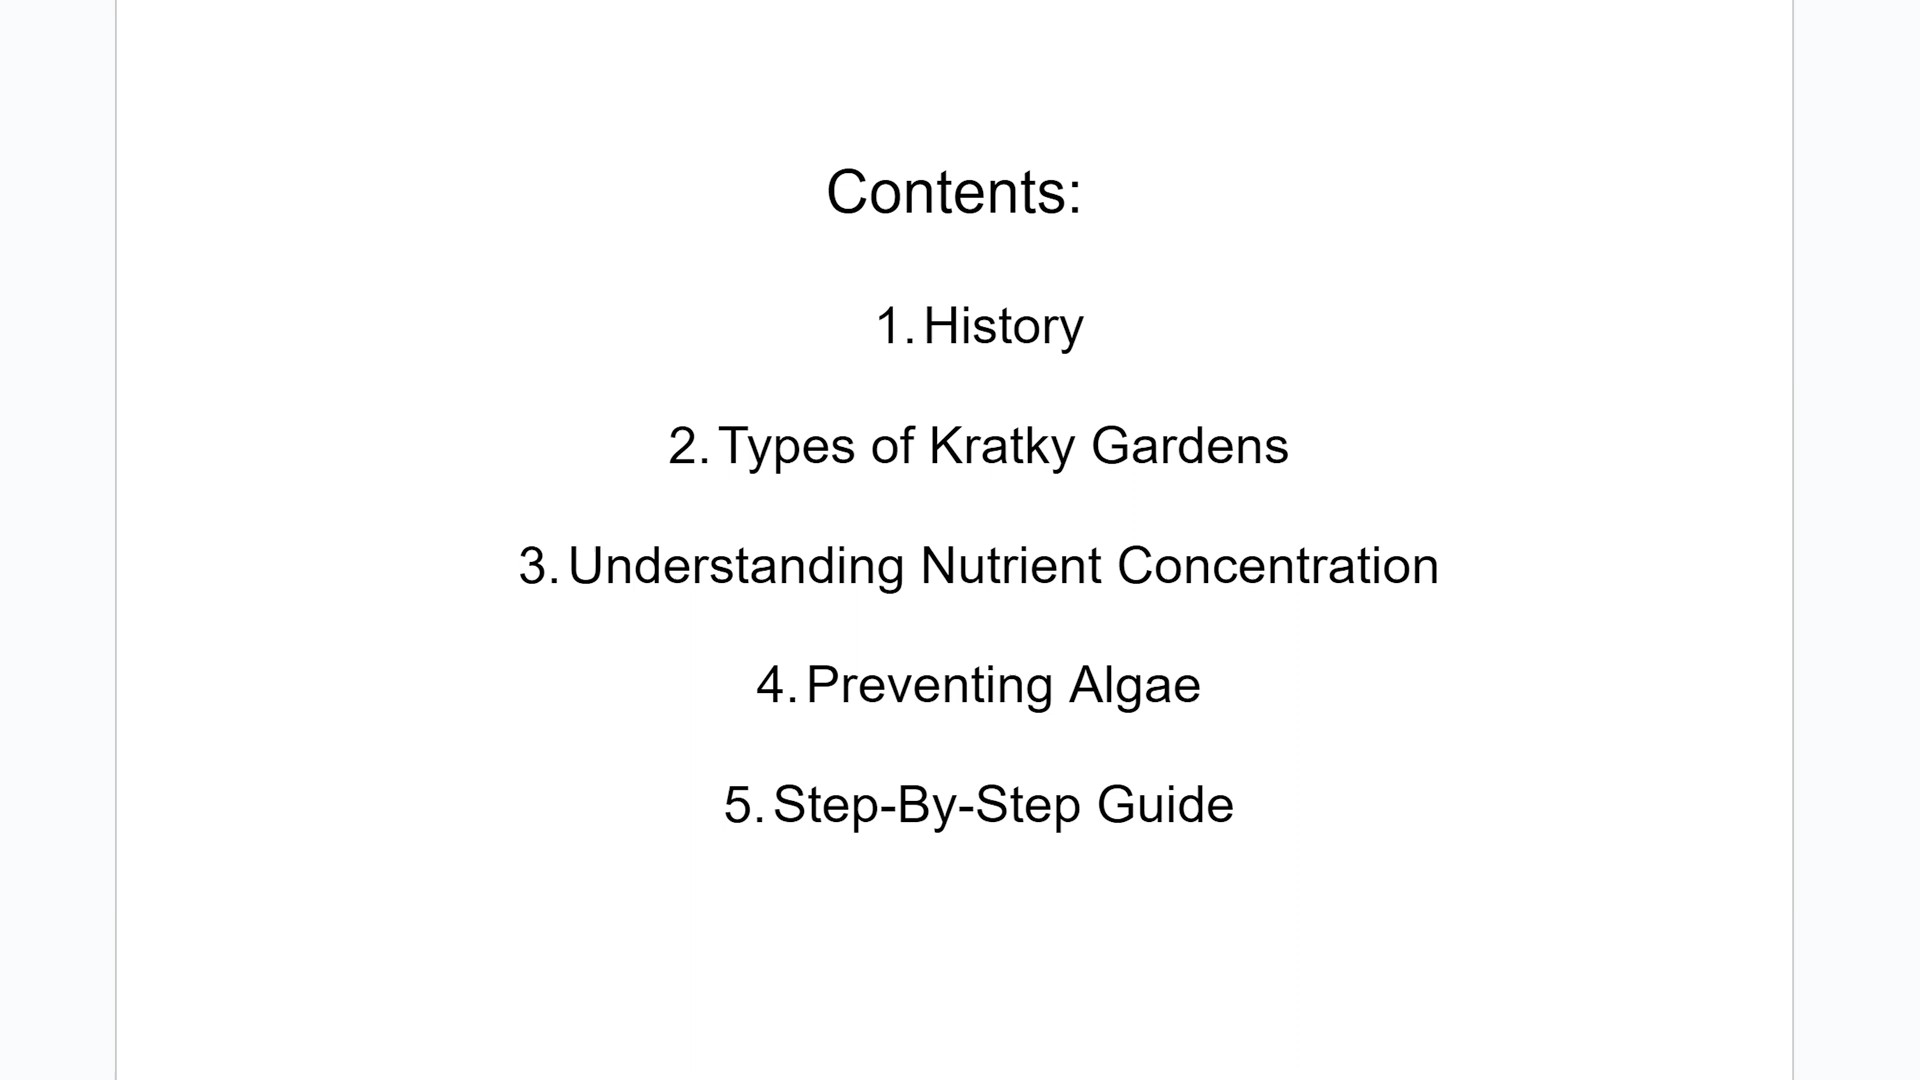 Contents:
1. History
2. Types of Kratky Gardens
3. Understanding Nutrient Concentration
4. Preventing Algae
5. Step-By-Step Guide